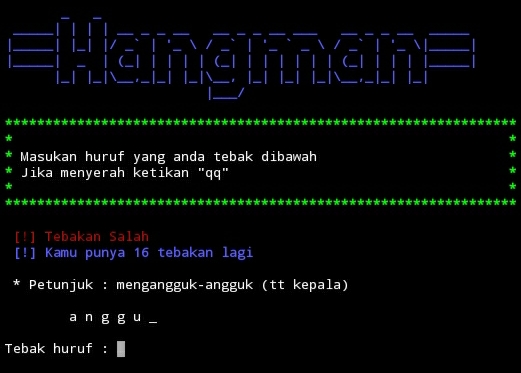 Hangman
Masukan huruf yang anda tebak dibawah
Jika menyerah ketikan "qq"
[!] Tebakan Salah
[!] Kamu punya 16 tebakan lagi
* Petunjuk : mengangguk-angguk (tt kepala)
a n g g u _
Tebak huruf :